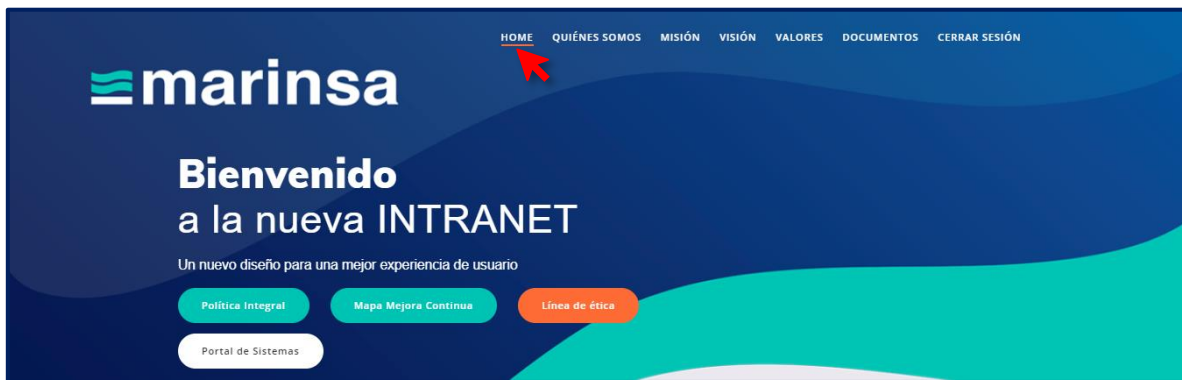 HOME QUIÉNES SOMOS MISIÓN VISIÓN VALORES DOCUMENTOS CERRAR SESIÓN
marinsa
Bienvenido
a la nueva INTRANET
Un nuevo diseño para una mejor experiencia de usuario
Política Integral Mapa Mejora Continua Línea de ética
Portal de Sistemas